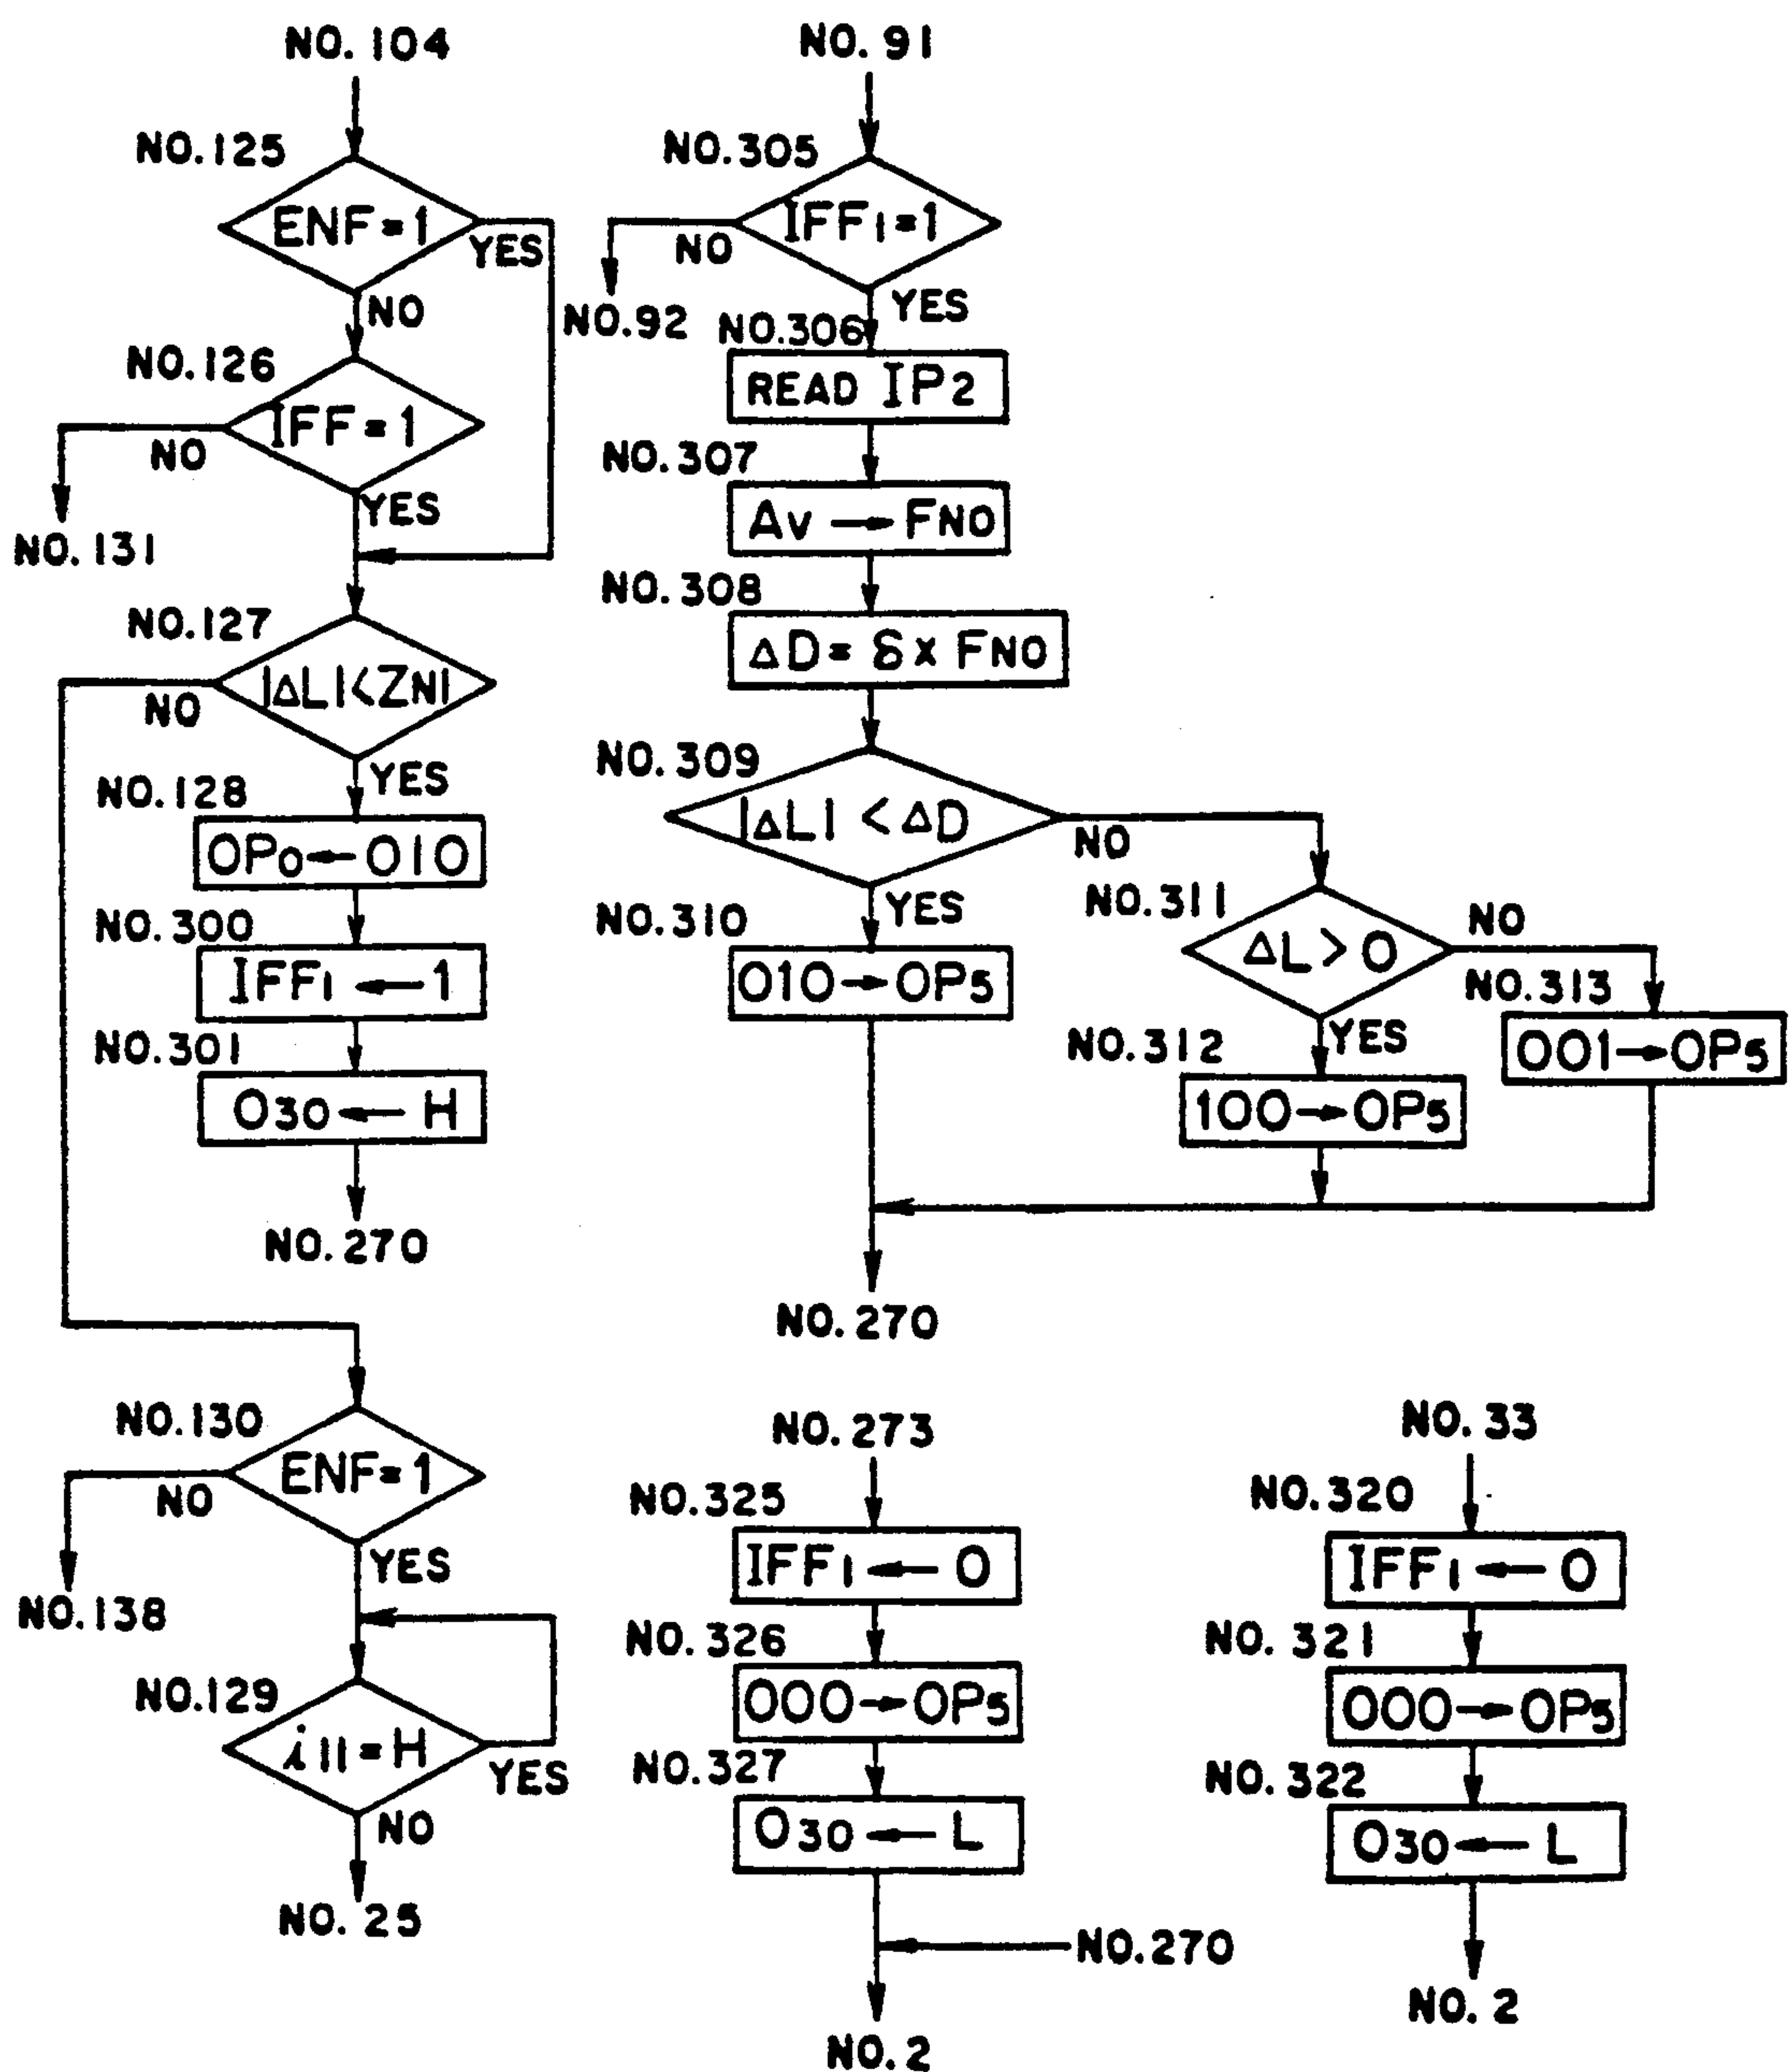 NO. 104
NO.125
ENF=1
YES
NO
NO.126
IFF=1
NO
YES
NO.131
NO.127
|ΔL|<ZN1
NO
YES
NO.128
OPo←010
NO.300
IFF1←1
NO.301
O30←H
NO.270
NO.130
ENF=1
NO
YES
NO.138
NO.129
i11=H
YES
NO
NO. 25
NO. 91
NO.305
IFF1=1
NO
YES
NO.92
NO.306
READ IP2
NO.307
Av→FNO
NO.308
ΔD=δ×FNO
NO.309
|ΔL|<ΔD
NO
YES
NO.310
010→OP5
NO.311
ΔL>0
NO
YES
NO.313
001→OP5
NO.312
100→OP5
NO.270
NO.273
NO.325
IFF1←0
NO.326
000→OP5
NO.327
O30←L
NO.270
NO.2
NO. 33
NO.320
IFF1←0
NO. 321
000→OP5
NO.322
O30←L
NO. 2